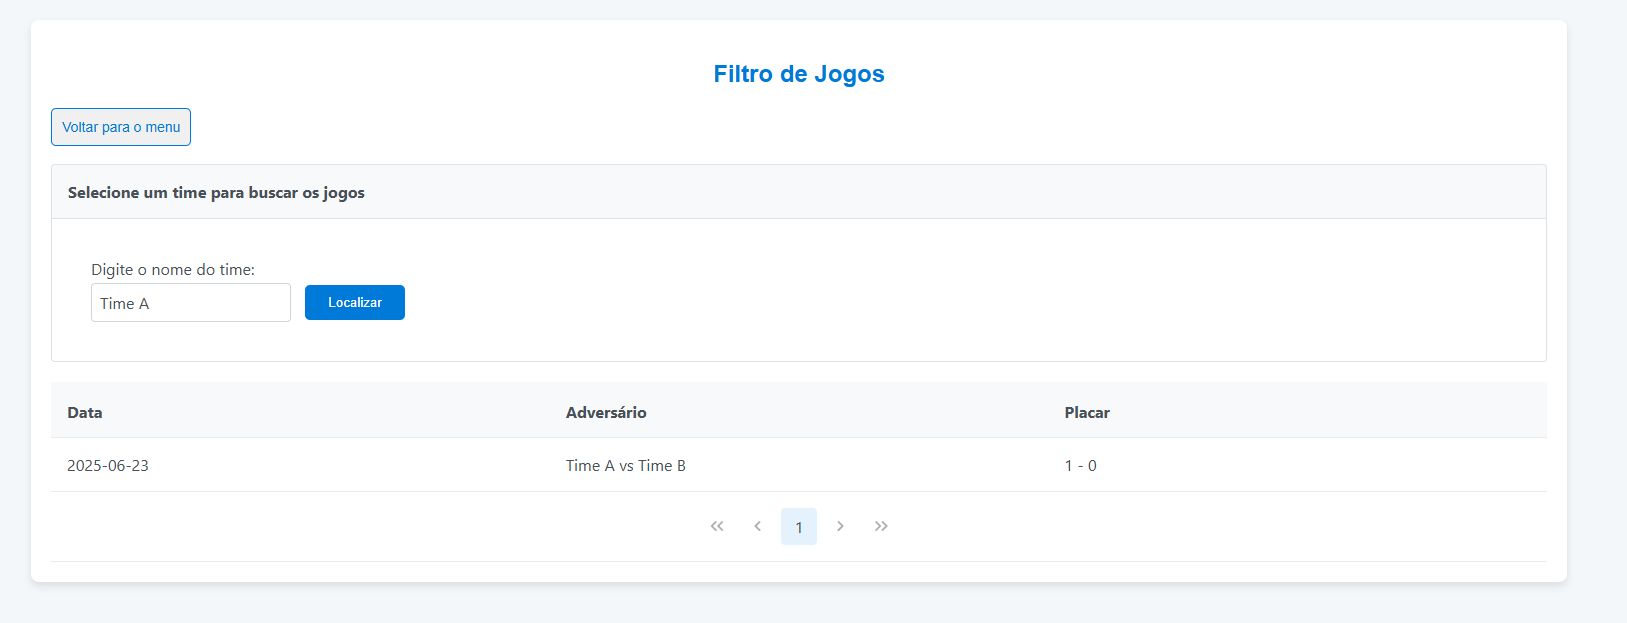 Filtro de Jogos
Voltar para o menu
Selecione um time para buscar os jogos
Digite o nome do time:
Time A Localizar
Data Adversário Placar
2025-06-23 Time A vs Time B 1 - 0
1